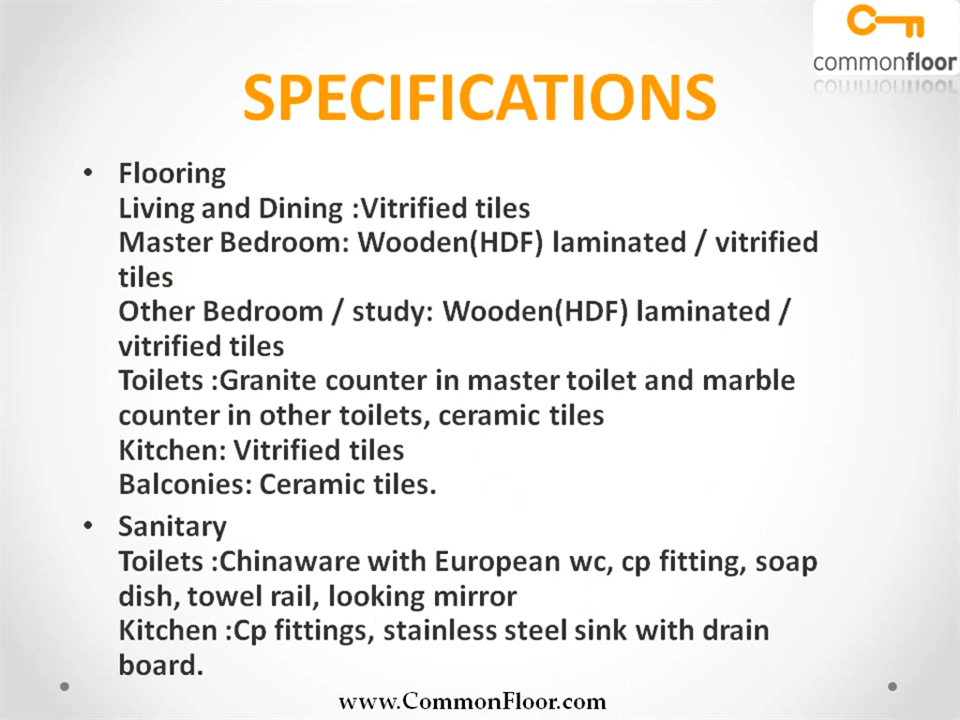 commonfloor
SPECIFICATIONS
• Flooring
Living and Dining :Vitrified tiles
Master Bedroom: Wooden(HDF) laminated / vitrified
tiles
Other Bedroom / study: Wooden(HDF) laminated /
vitrified tiles
Toilets :Granite counter in master toilet and marble
counter in other toilets, ceramic tiles
Kitchen: Vitrified tiles
Balconies: Ceramic tiles.
• Sanitary
Toilets :Chinaware with European wc, cp fitting, soap
dish, towel rail, looking mirror
Kitchen :Cp fittings, stainless steel sink with drain
board.
www.CommonFloor.com